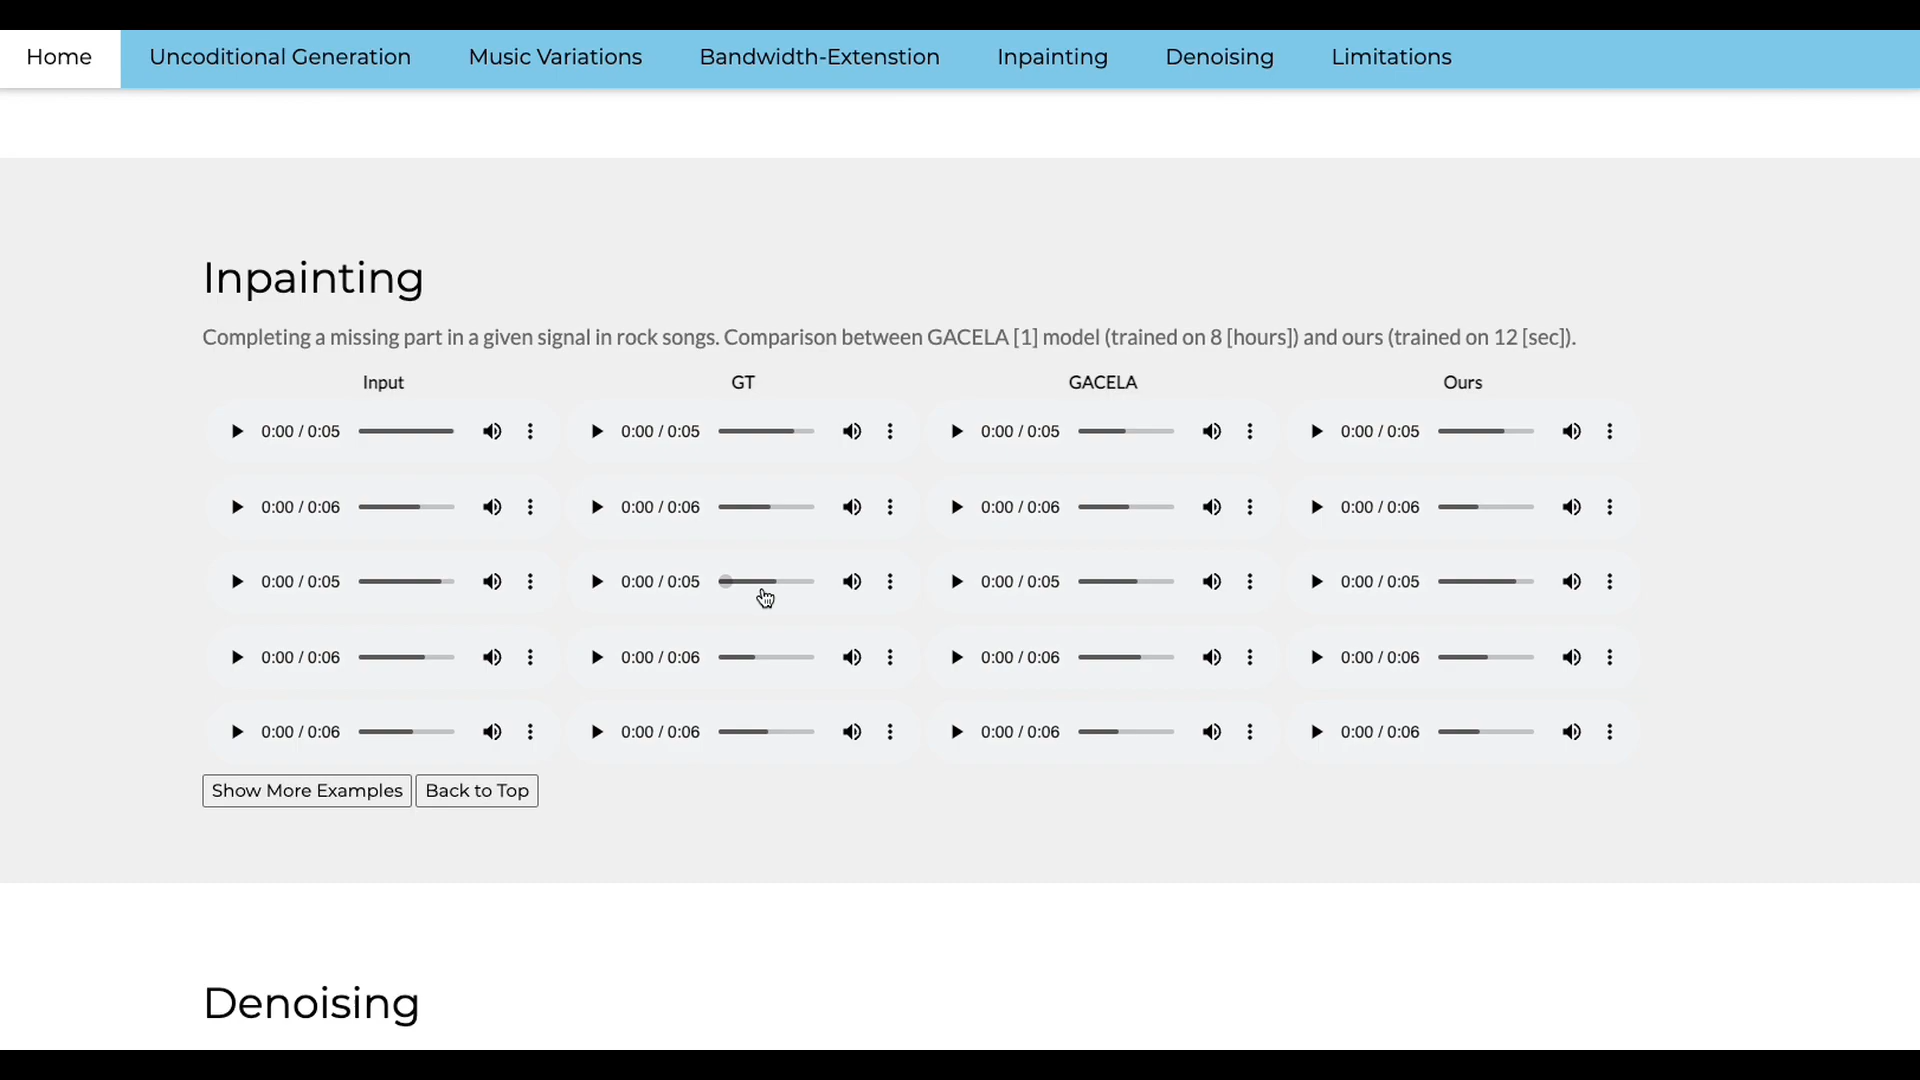 Home Uncoditional Generation Music Variations Bandwidth-Extenstion Inpainting Denoising Limitations
Inpainting
Completing a missing part in a given signal in rock songs. Comparison between GACELA [1] model (trained on 8 [hours]) and ours (trained on 12 [sec]).
Input GT GACELA Ours
0:00 / 0:05 0:00 / 0:05 0:00 / 0:05 0:00 / 0:05
0:00 / 0:06 0:00 / 0:06 0:00 / 0:06 0:00 / 0:06
0:00 / 0:05 0:00 / 0:05 0:00 / 0:05 0:00 / 0:05
0:00 / 0:06 0:00 / 0:06 0:00 / 0:06 0:00 / 0:06
0:00 / 0:06 0:00 / 0:06 0:00 / 0:06 0:00 / 0:06
Show More Examples Back to Top
Denoising